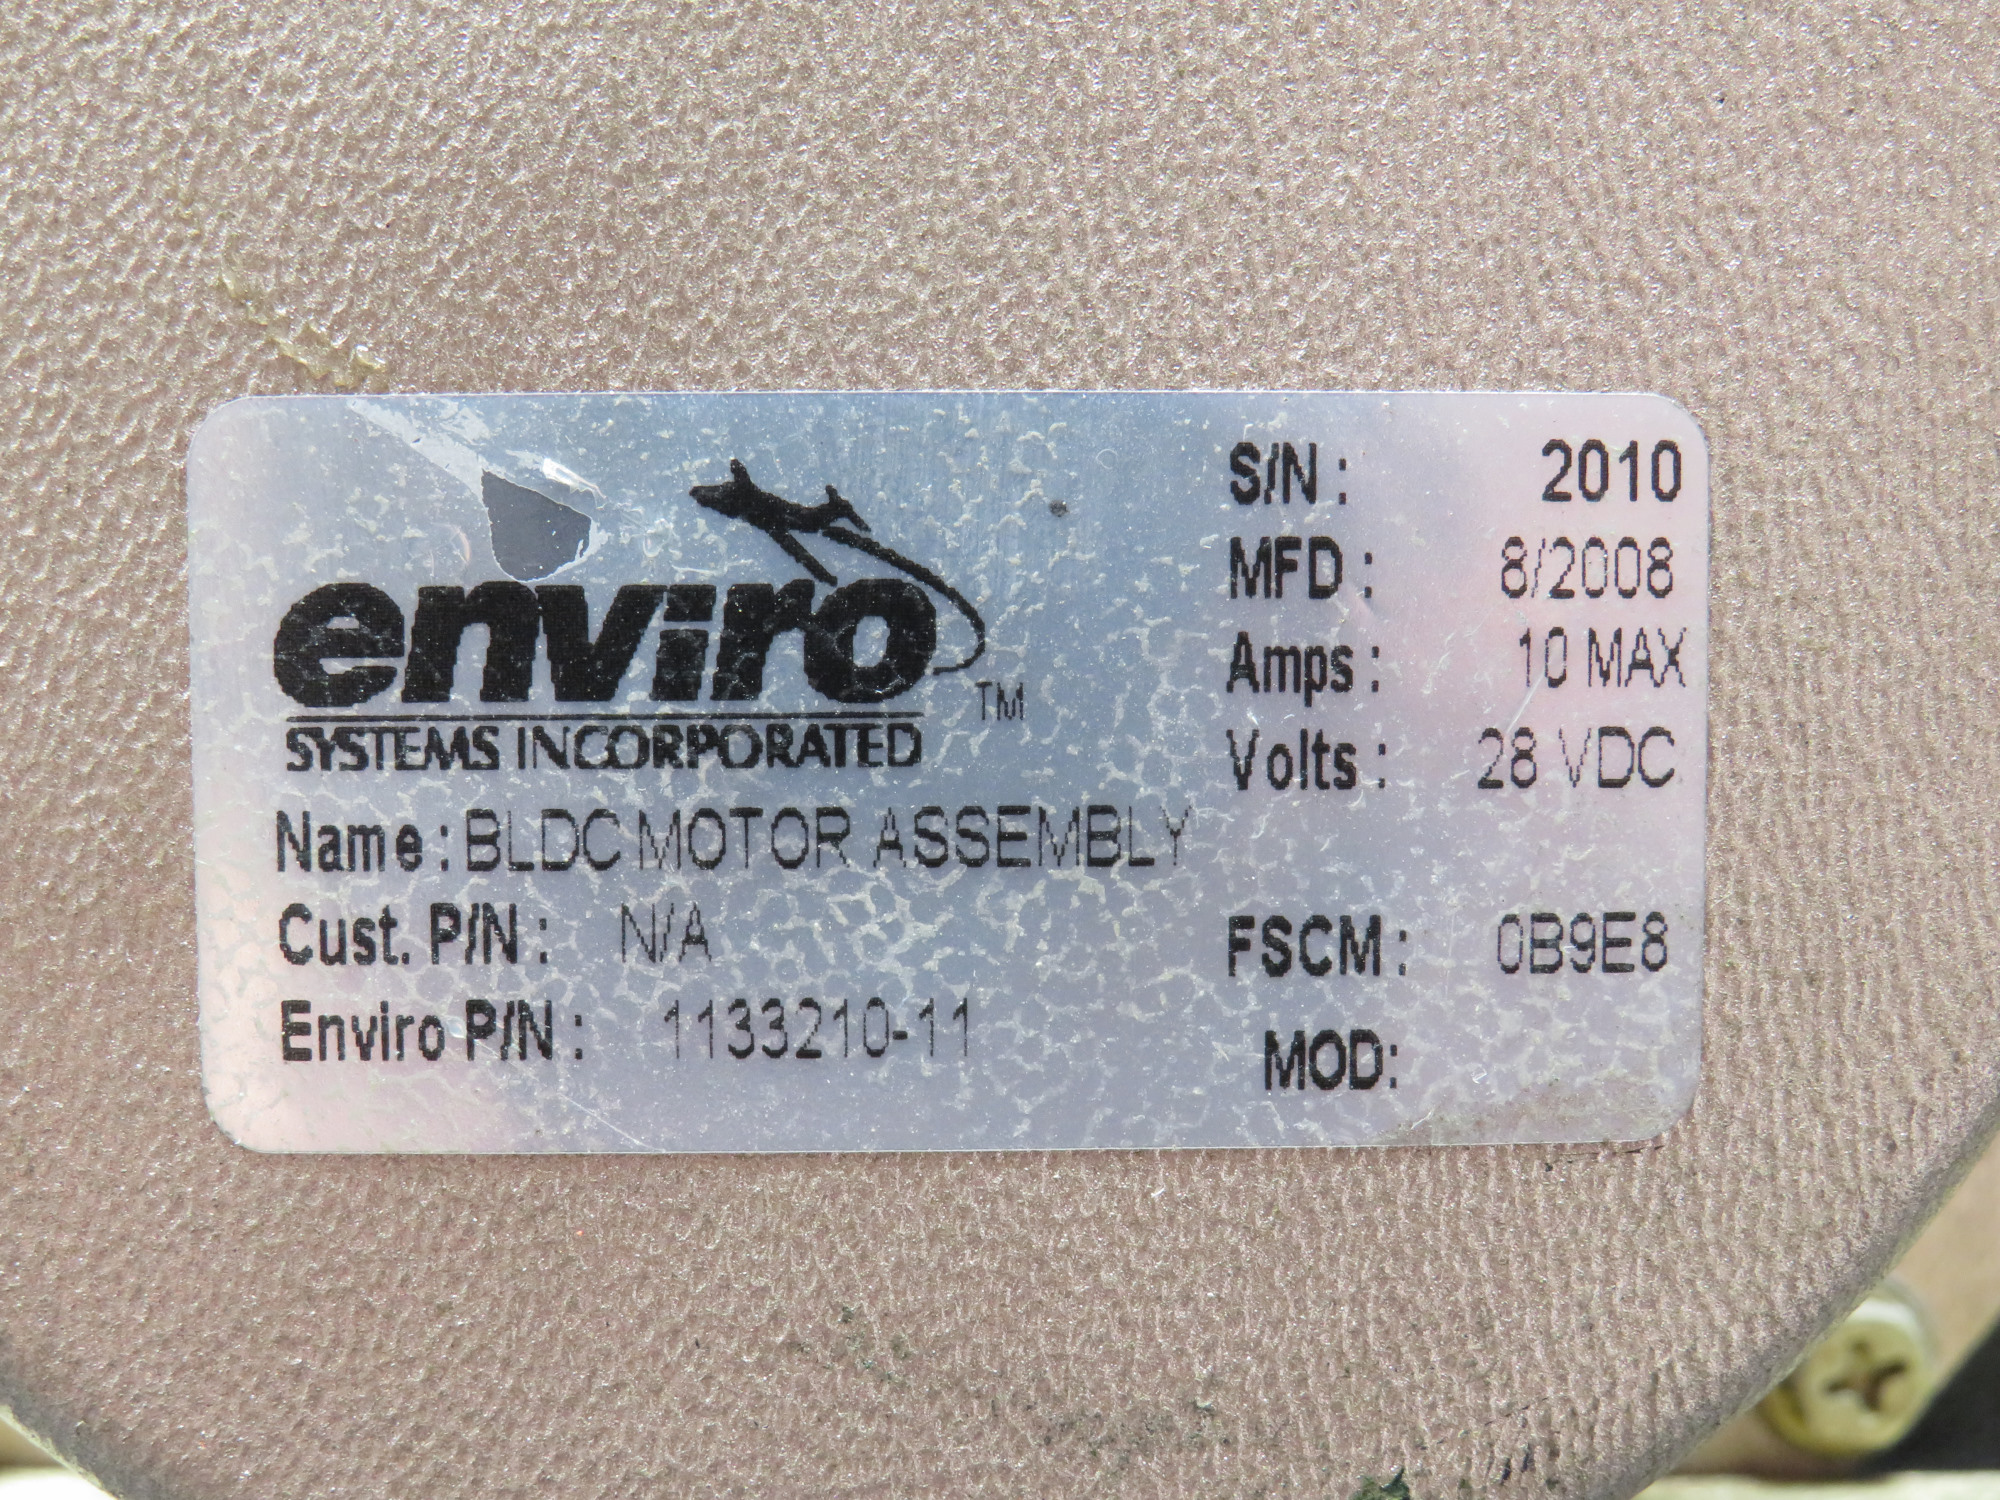 enviro
TM
SYSTEMS INCORPORATED
Name: BLDC MOTOR ASSEMBLY
Cust. P/N: N/A
Enviro P/N: 1133210-11
S/N: 2010
MFD: 8/2008
Amps: 10 MAX
Volts: 28 VDC
FSCM: 0B9E8
MOD: